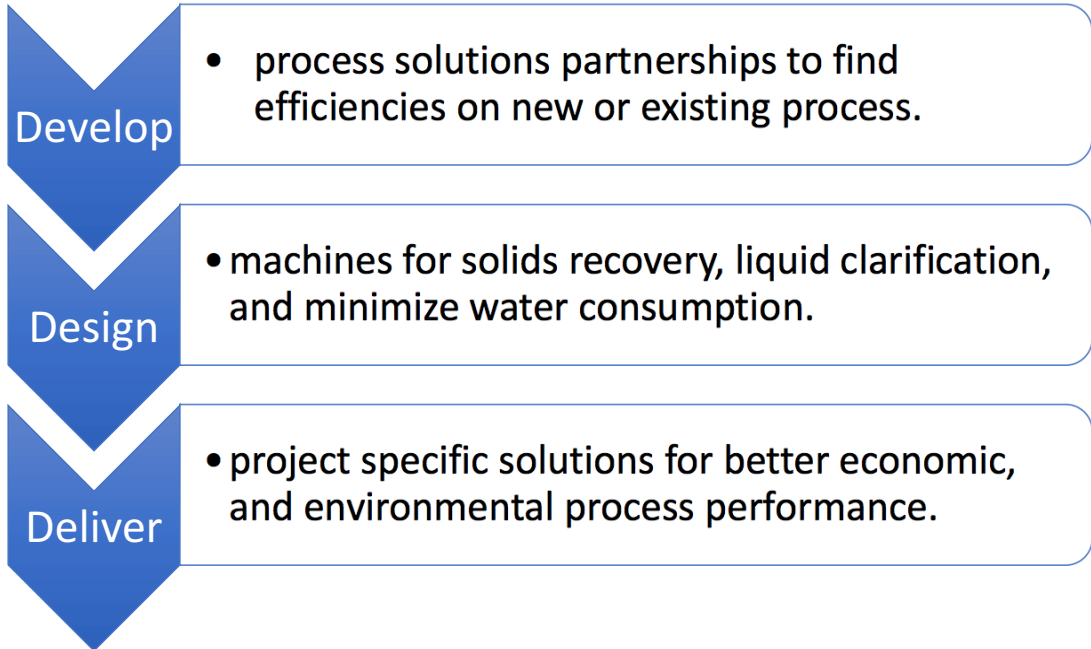 Develop
• process solutions partnerships to find
efficiencies on new or existing process.
Design
• machines for solids recovery, liquid clarification,
and minimize water consumption.
Deliver
• project specific solutions for better economic,
and environmental process performance.